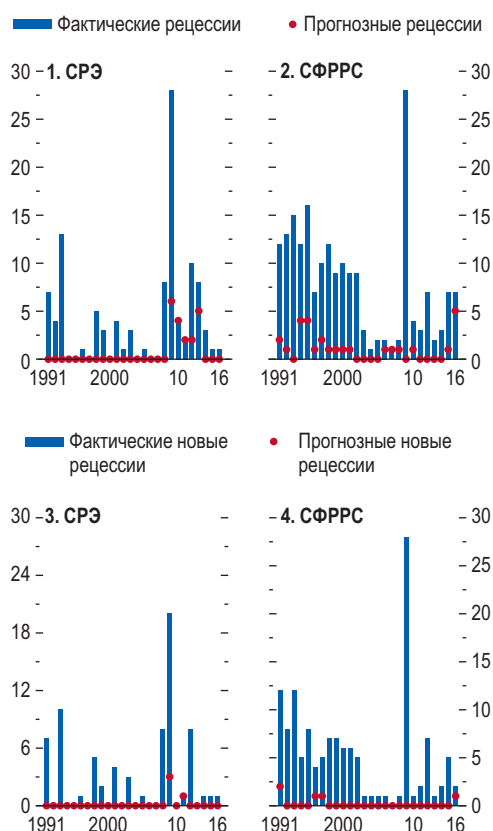 Фактические рецессии
Прогнозные рецессии
1. СРЭ
2. СФРРС
30
25
20
15
10
5
0
30
25
20
15
10
5
0
1991 2000 10 16
1991 2000 10 16
Фактические новые
рецессии
Прогнозные новые
рецессии
3. СРЭ
4. СФРРС
30
24
18
12
6
0
30
25
20
15
10
5
0
1991 2000 10 16
1991 2000 10 16